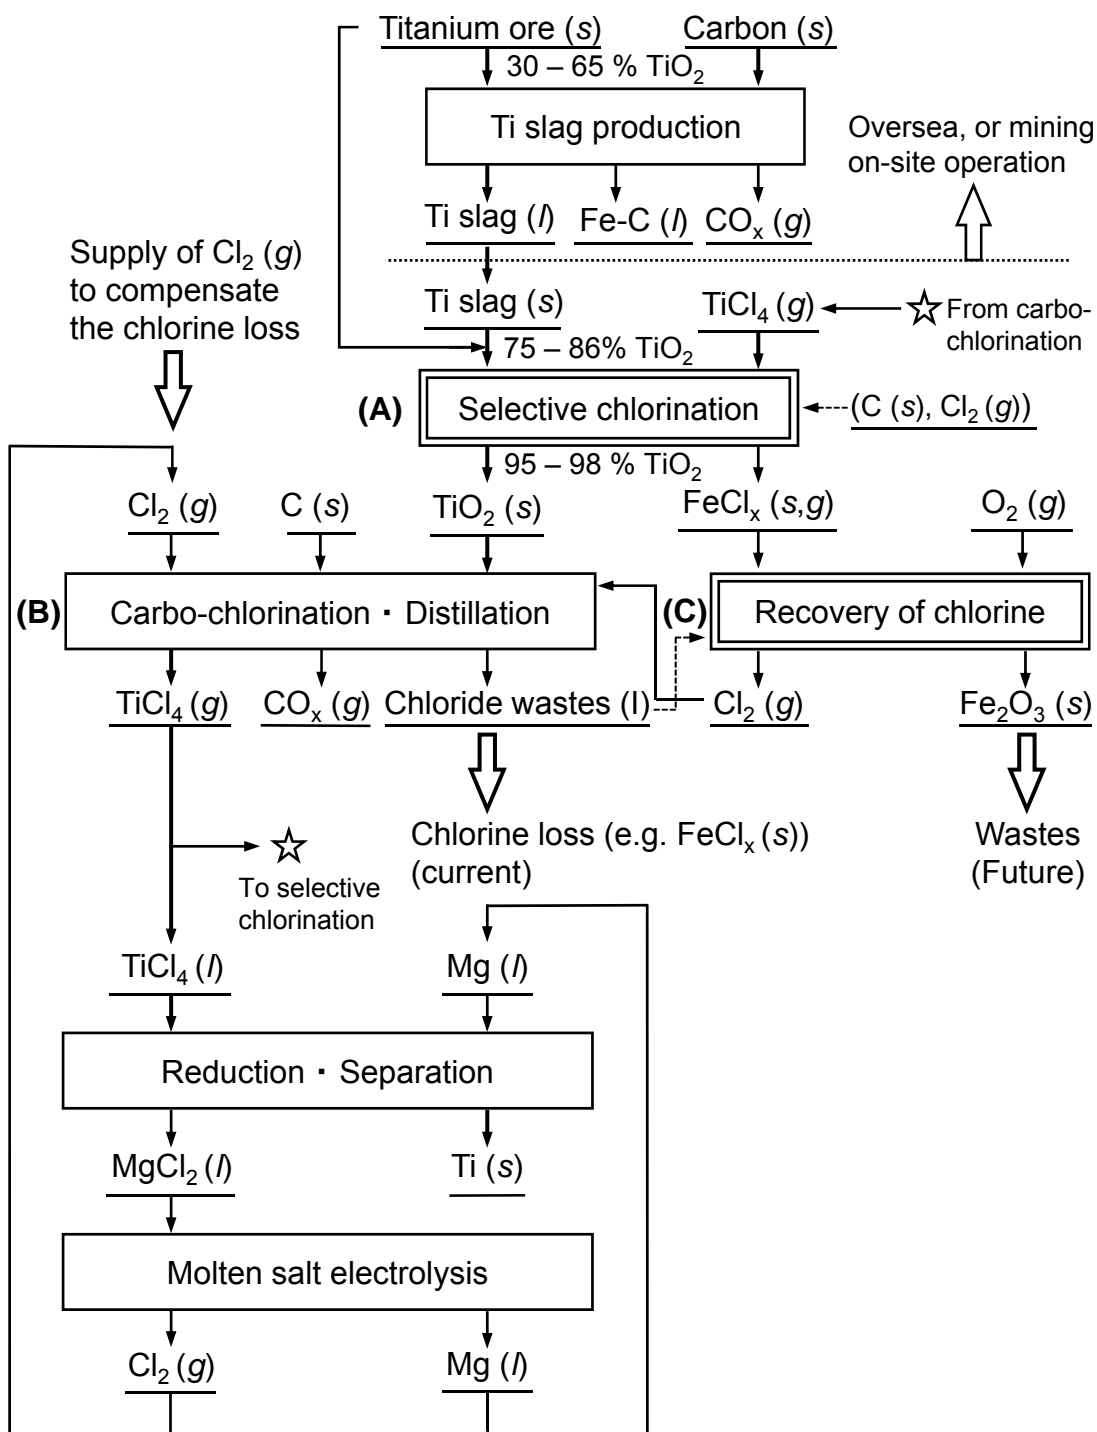 Titanium ore (s)
Carbon (s)
30 – 65 % TiO₂
Ti slag production
Oversea, or mining
on-site operation
Ti slag (l)
Fe-C (l)
COₓ (g)
Supply of Cl₂ (g)
to compensate
the chlorine loss
Ti slag (s)
TiCl₄ (g)
☆ From carbo-
chlorination
75 – 86% TiO₂
(A)
Selective chlorination
(C (s), Cl₂ (g))
95 – 98 % TiO₂
Cl₂ (g)
C (s)
TiO₂ (s)
FeClₓ (s,g)
O₂ (g)
(B)
Carbo-chlorination・Distillation
(C)
Recovery of chlorine
TiCl₄ (g)
COₓ (g)
Chloride wastes (I)
Cl₂ (g)
Fe₂O₃ (s)
Chlorine loss (e.g. FeClₓ (s))
(current)
Wastes
(Future)
☆
To selective
chlorination
TiCl₄ (l)
Mg (l)
Reduction・Separation
MgCl₂ (l)
Ti (s)
Molten salt electrolysis
Cl₂ (g)
Mg (l)